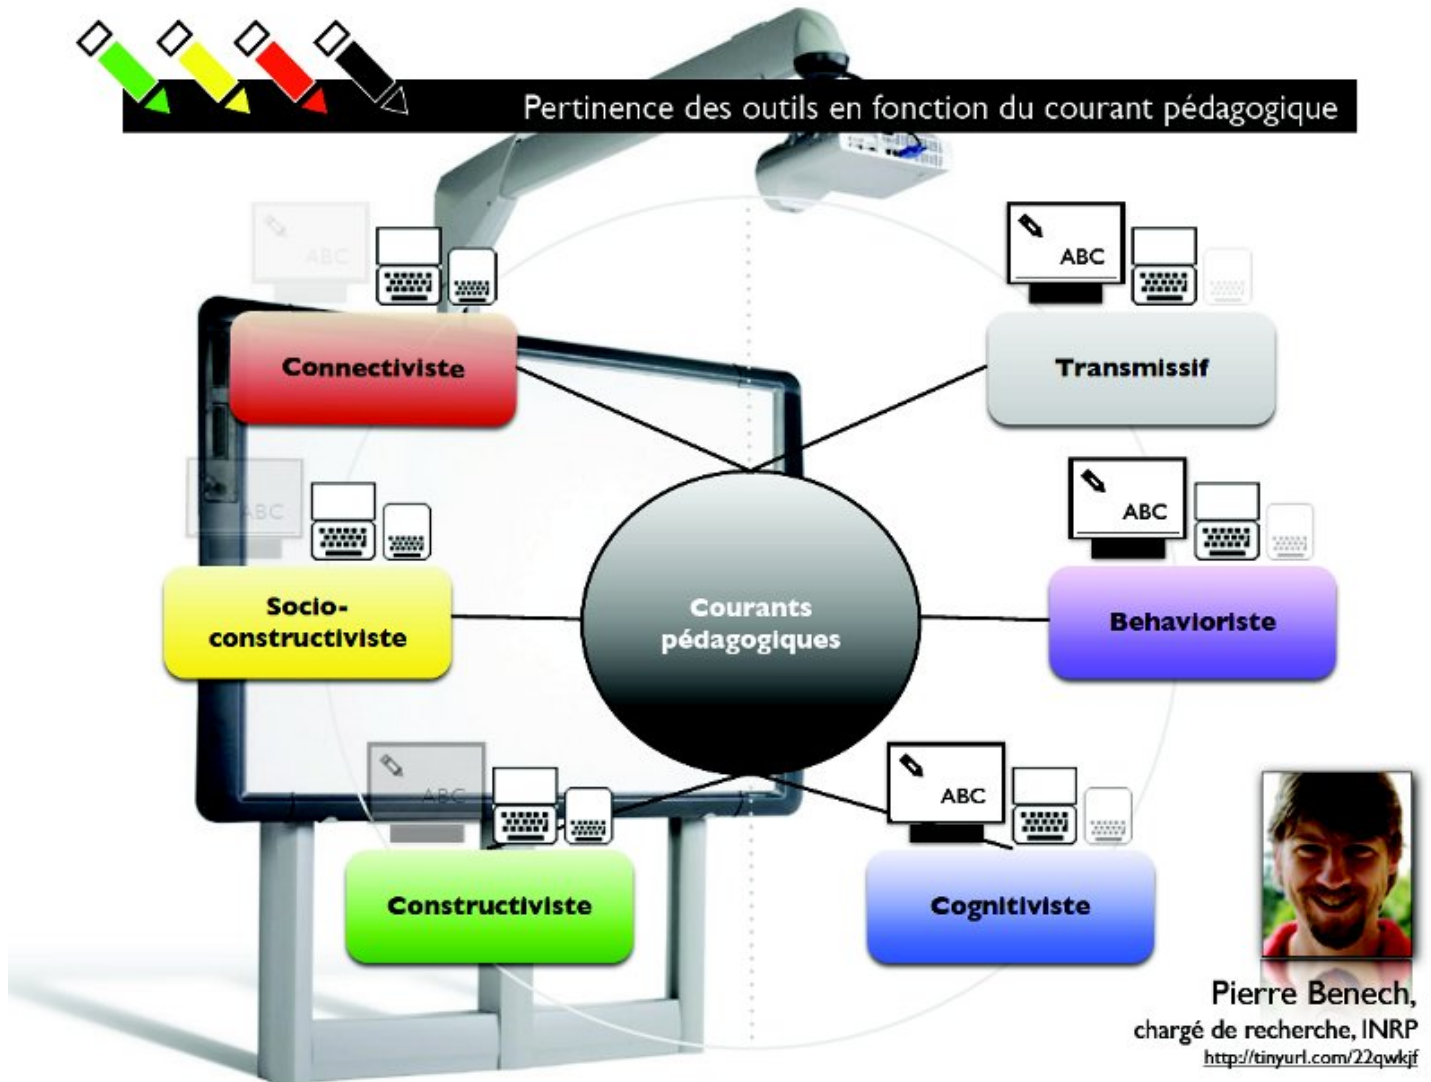 Pertinence des outils en fonction du courant pédagogique
ABC
ABC
Connectiviste
Transmissif
ABC
ABC
Socio-
constructiviste
Courants
pédagogiques
Behavioriste
ABC
ABC
Constructiviste
Cognitiviste
Pierre Benech,
chargé de recherche, INRP
http://tinyurl.com/22qwkjf